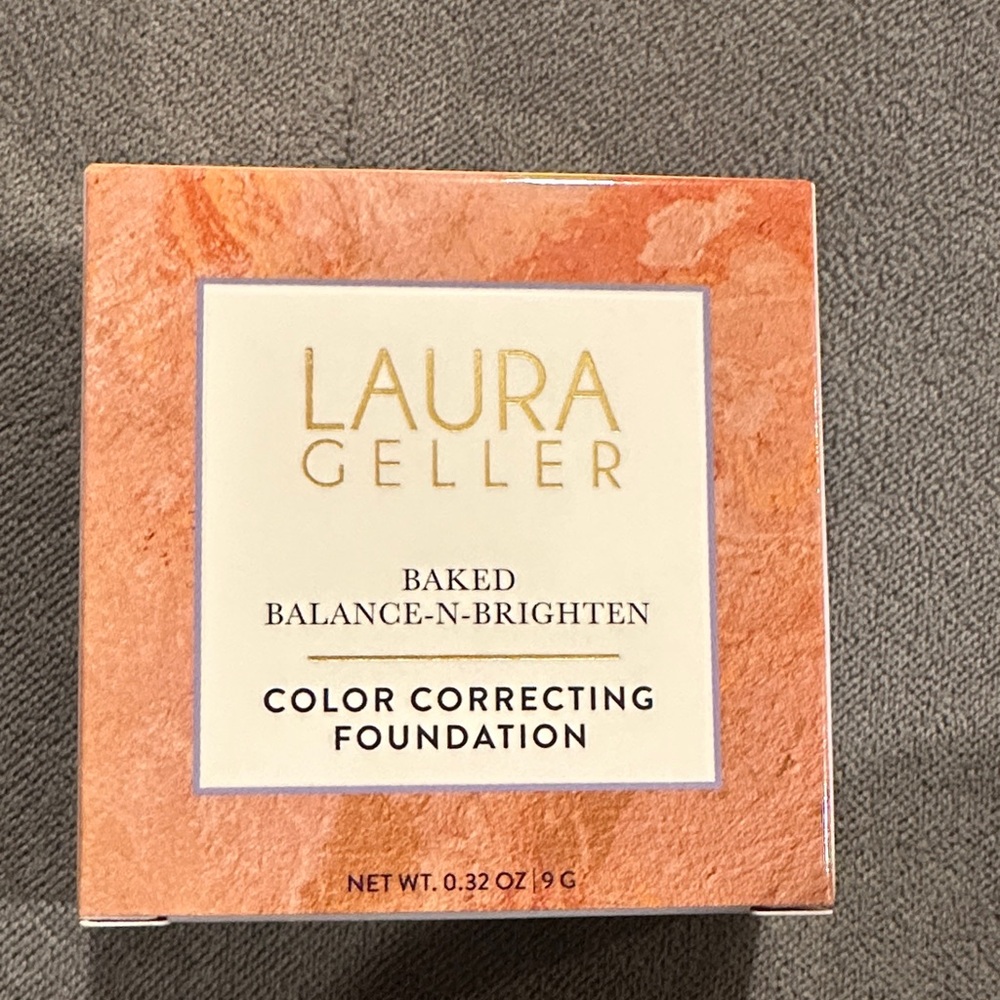 LAURA
GELLER
BAKED
BALANCE-N-BRIGHTEN
COLOR CORRECTING
FOUNDATION
NET WT. 0.32 OZ | 9 G